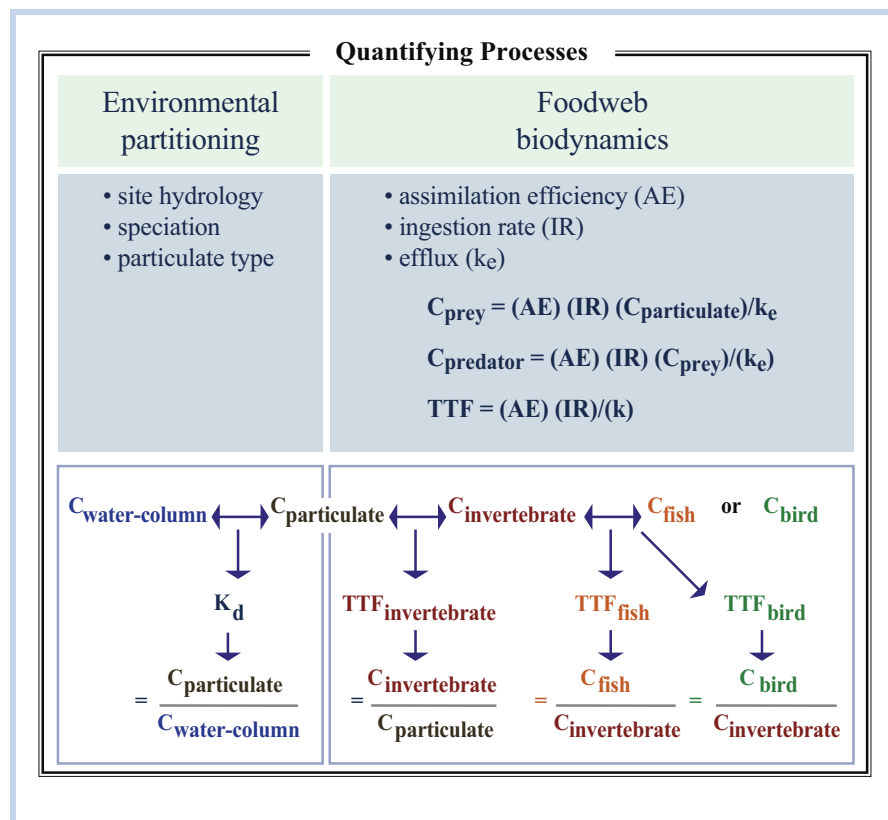 Quantifying Processes
Environmental
partitioning
Foodweb
biodynamics
• site hydrology
• speciation
• particulate type
• assimilation efficiency (AE)
• ingestion rate (IR)
• efflux (ke)
Cprey = (AE) (IR) (Cparticulate)/ke
Cpredator = (AE) (IR) (Cprey)/(ke)
TTF = (AE) (IR)/(k)
Cwater-column Cparticulate Cinvertebrate Cfish or Cbird
Kd TTFinvertebrate TTFfish TTFbird
= Cparticulate = Cinvertebrate = Cfish = Cbird
Cwater-column Cparticulate Cinvertebrate Cinvertebrate